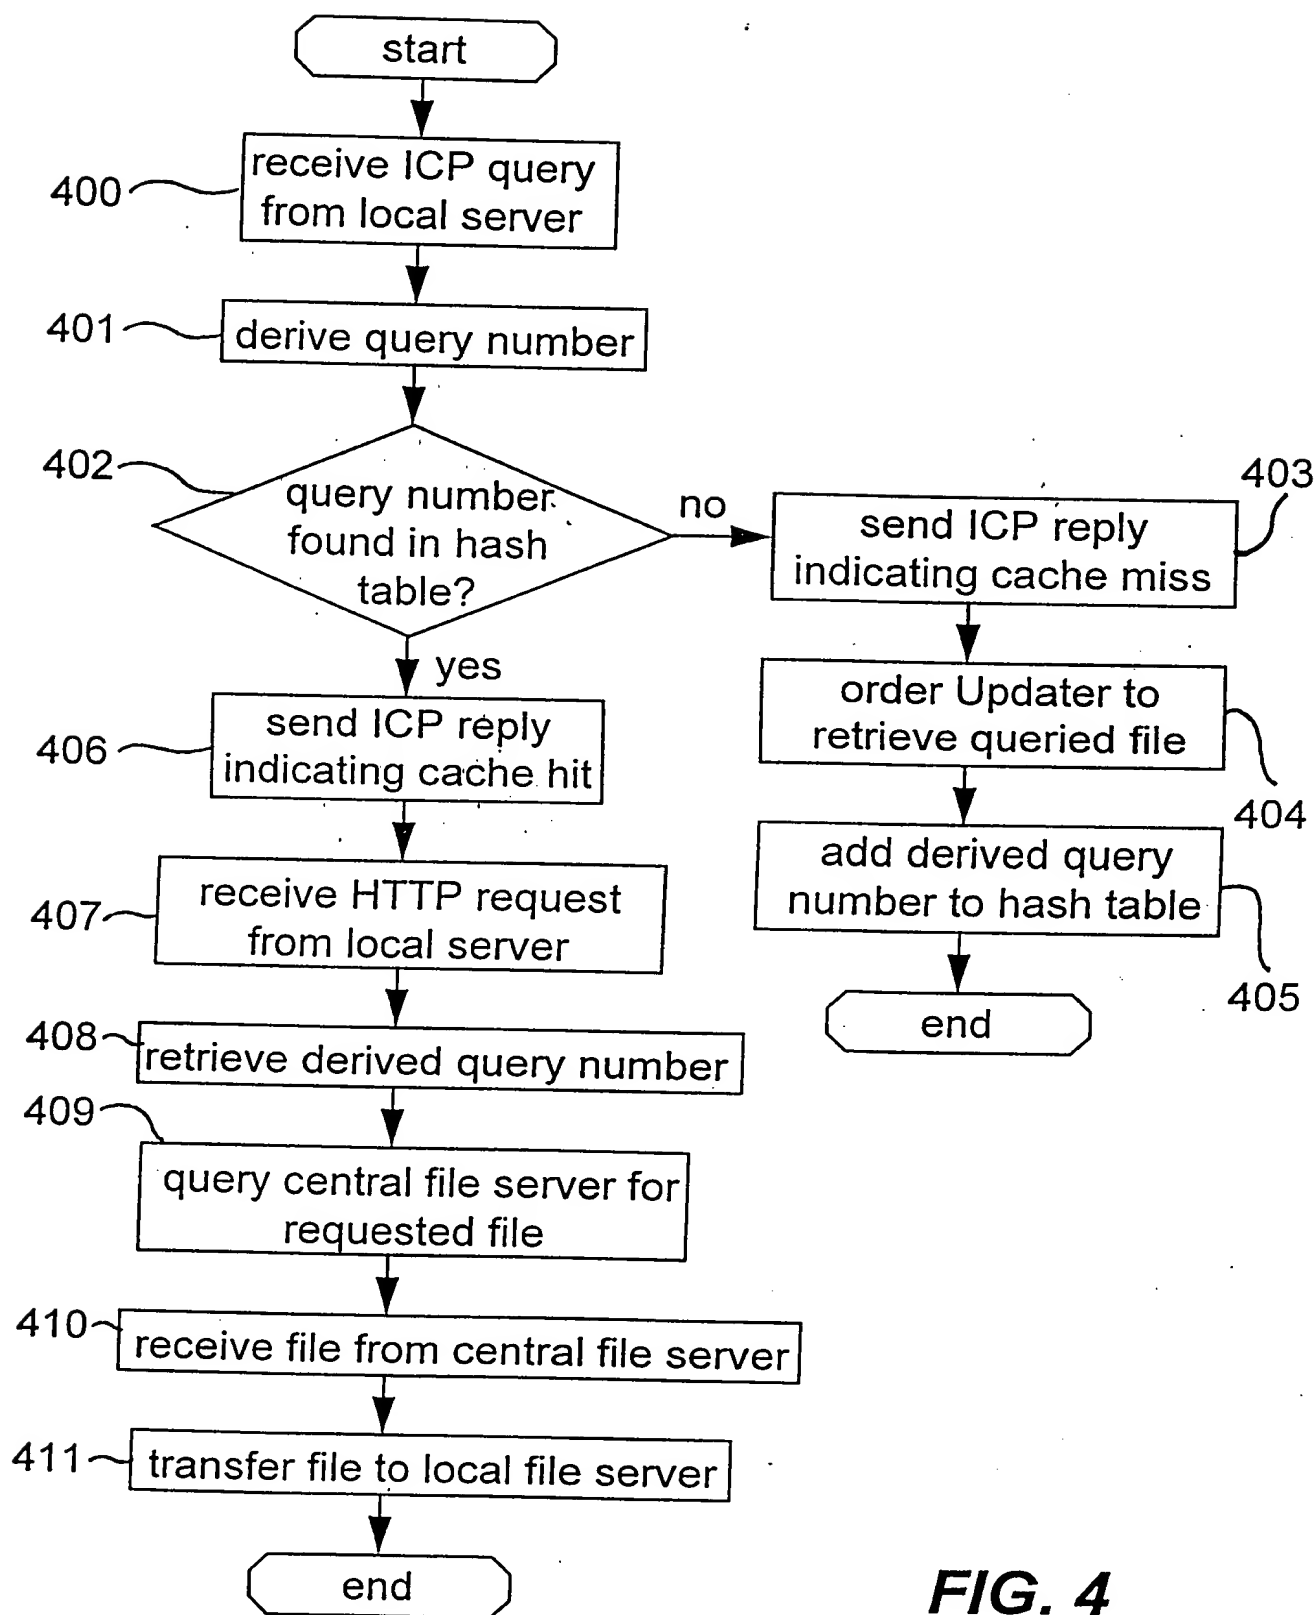 start
400
receive ICP query
from local server
401
derive query number
402
query number
found in hash
table?
no
403
send ICP reply
indicating cache miss
yes
order Updater to
retrieve queried file
404
406
send ICP reply
indicating cache hit
add derived query
number to hash table
405
407
receive HTTP request
from local server
end
408
retrieve derived query number
409
query central file server for
requested file
410
receive file from central file server
411
transfer file to local file server
end
FIG. 4